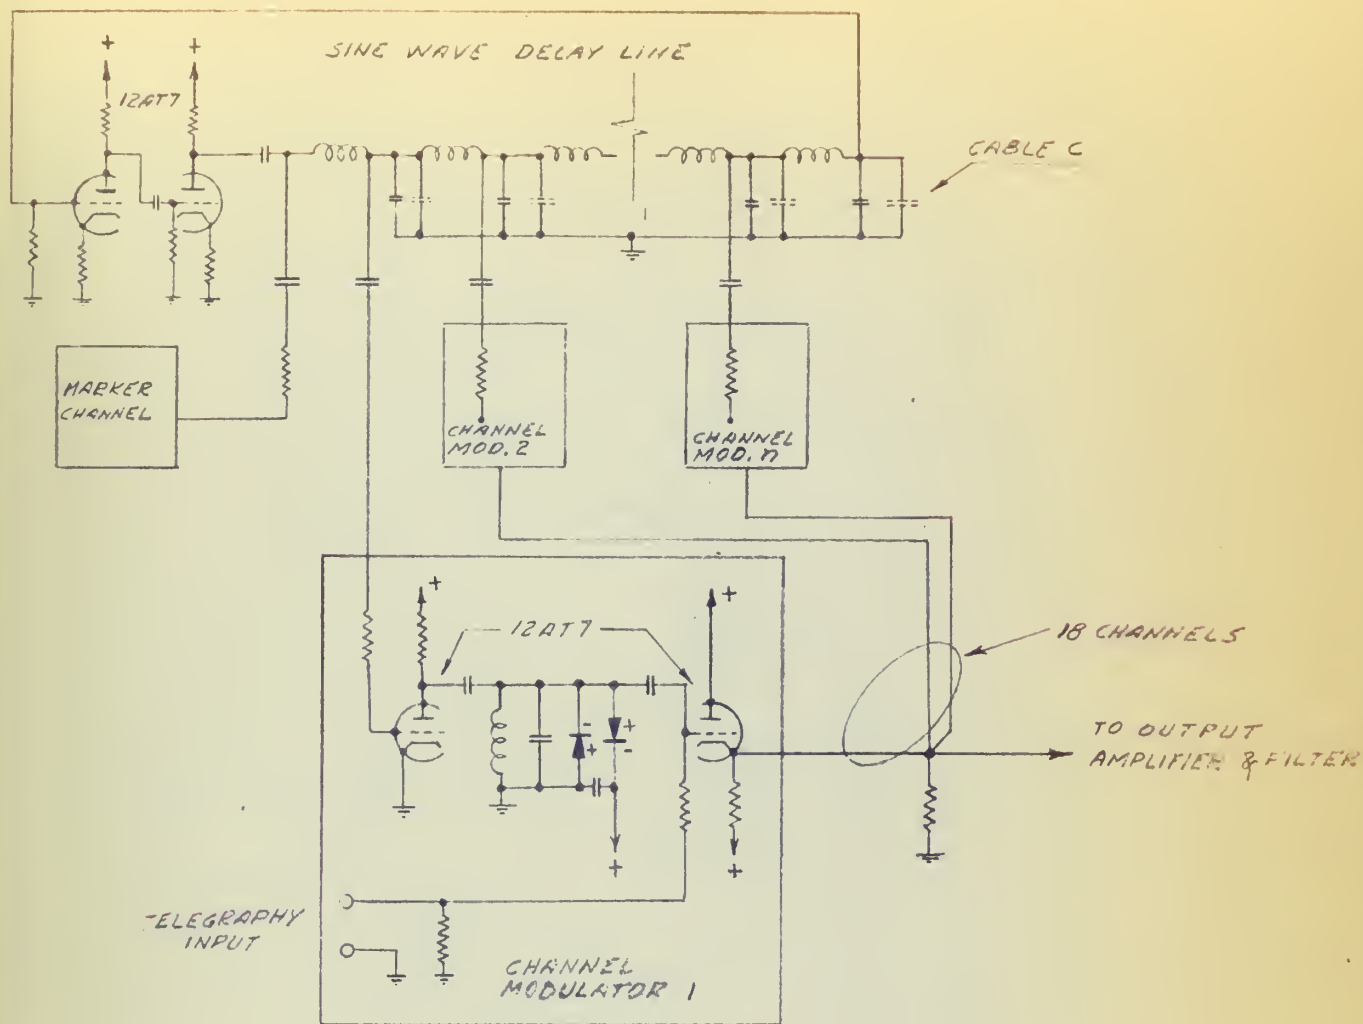 SINE WAVE DELAY LINE
+
+
12AT7
CABLE C
MARKER
CHANNEL
CHANNEL
MOD. 2
CHANNEL
MOD. n
+
+
12AT7
18 CHANNELS
-
+
+
-
TO OUTPUT
AMPLIFIER & FILTER
+
+
TELEGRAPHY
INPUT
CHANNEL
MODULATOR 1